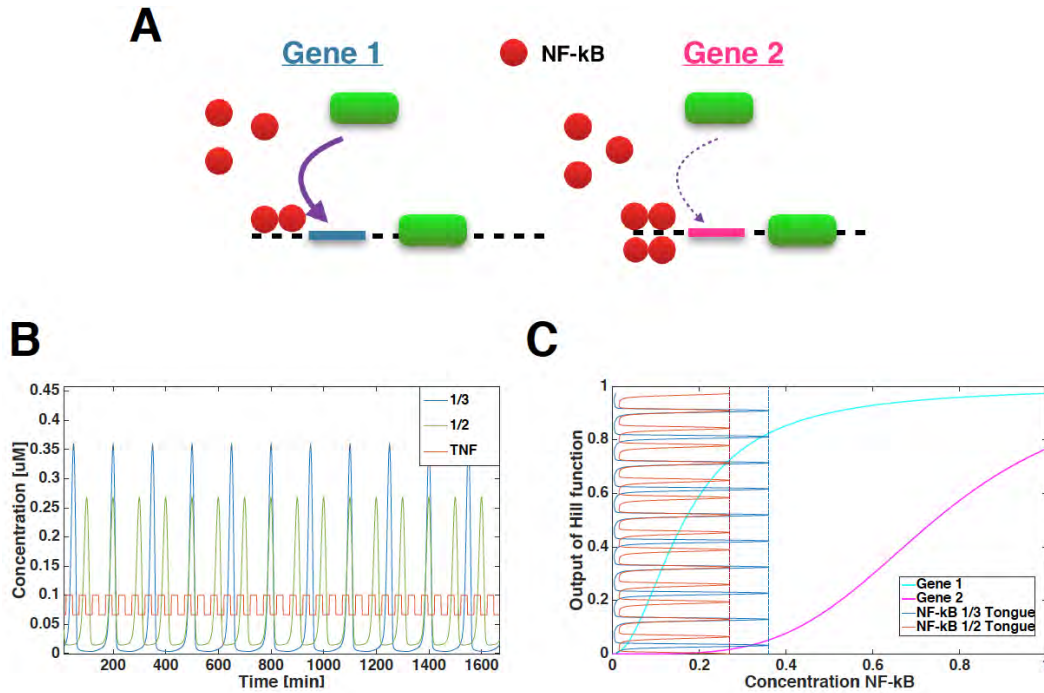 A
Gene 1
NF-kB
Gene 2
B
C
0.45
0.4
0.35
0.3
0.25
0.2
0.15
0.1
0.05
0
Concentration [uM]
1/3
1/2
TNF
200
400
600
800
1000
1200
1400
1600
Time [min]
1
0.8
0.6
0.4
0.2
0
Output of Hill function
Gene 1
Gene 2
NF-kB 1/3 Tongue
NF-kB 1/2 Tongue
0
0.2
0.4
0.6
0.8
1
Concentration NF-kB